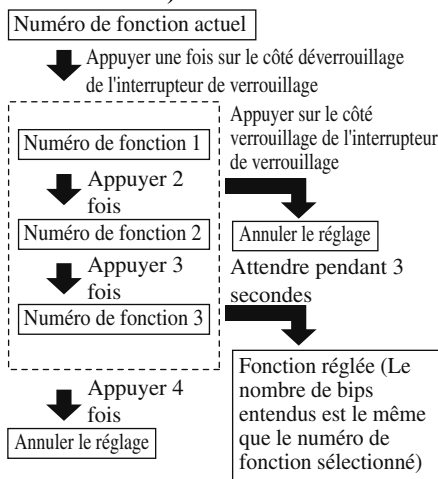 Numéro de fonction actuel
Appuyer une fois sur le côté déverrouillage
de l'interrupteur de verrouillage
Appuyer sur le côté
verrouillage de l'interrupteur
de verrouillage
Numéro de fonction 1
Appuyer 2
fois
Numéro de fonction 2
Annuler le réglage
Appuyer 3
fois
Attendre pendant 3
secondes
Numéro de fonction 3
Fonction réglée (Le
nombre de bips
entendus est le même
que le numéro de
fonction sélectionné)
Appuyer 4
fois
Annuler le réglage